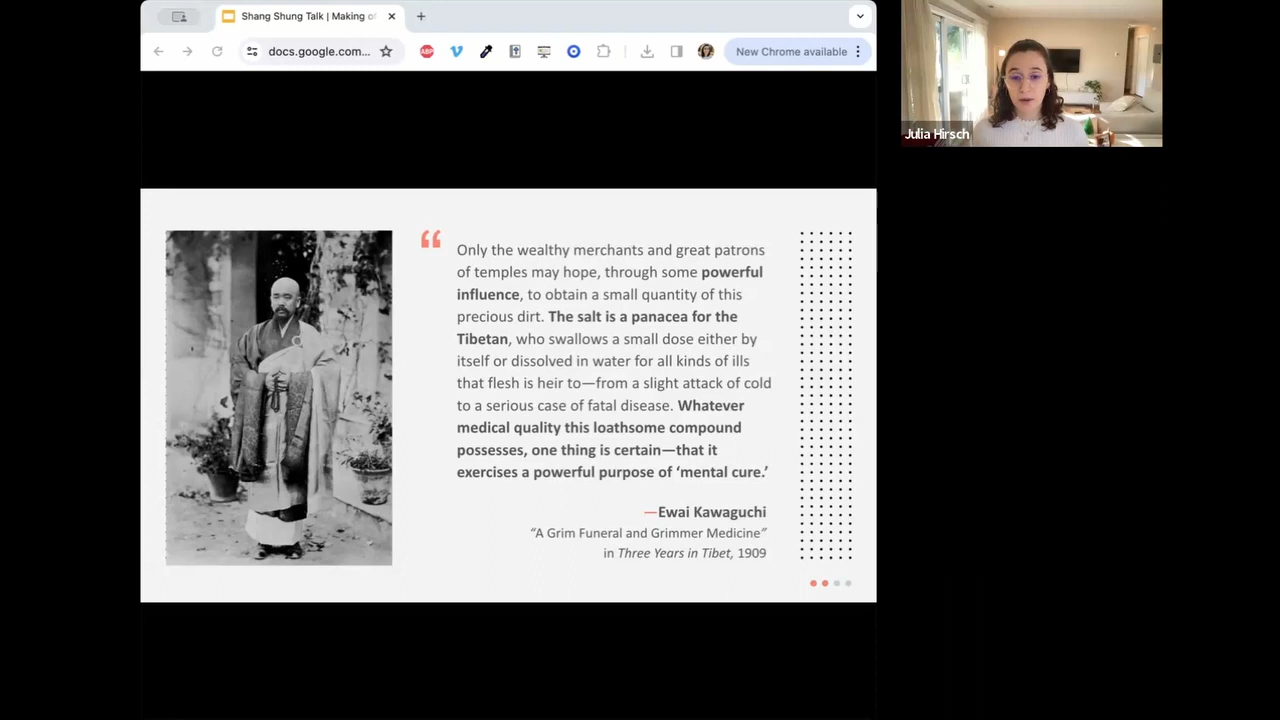 Shang Shung Talk | Making of
docs.google.com...
ABP
New Chrome available
Julia Hirsch
“
Only the wealthy merchants and great patrons
of temples may hope, through some powerful
influence, to obtain a small quantity of this
precious dirt. The salt is a panacea for the
Tibetan, who swallows a small dose either by
itself or dissolved in water for all kinds of ills
that flesh is heir to—from a slight attack of cold
to a serious case of fatal disease. Whatever
medical quality this loathsome compound
possesses, one thing is certain—that it
exercises a powerful purpose of ‘mental cure.’
—Ewai Kawaguchi
“A Grim Funeral and Grimmer Medicine”
in Three Years in Tibet, 1909